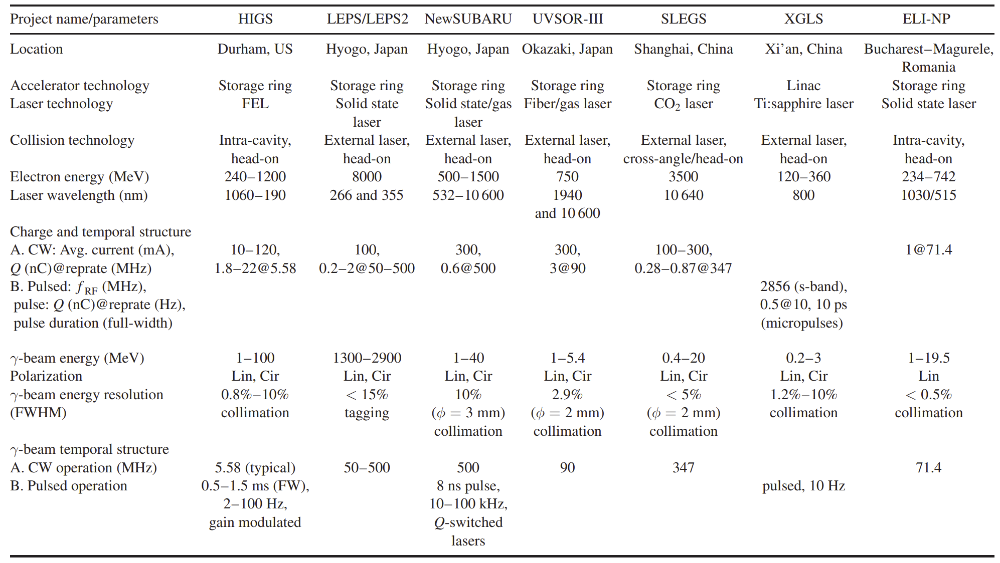 Project name/parameters HIGS LEPS/LEPS2 NewSUBARU UVSOR-III SLEGS XGLS ELI-NP
Location Durham, US Hyogo, Japan Hyogo, Japan Okazaki, Japan Shanghai, China Xi’an, China Bucharest–Magurele,
Romania
Accelerator technology Storage ring Storage ring Storage ring Storage ring Storage ring Linac Storage ring
Laser technology FEL Solid state Solid state/gas Fiber/gas laser CO₂ laser Ti:sapphire laser Solid state laser
laser laser
Collision technology Intra-cavity, External laser, External laser, External laser, External laser, External laser, Intra-cavity,
head-on head-on head-on head-on cross-angle/head-on head-on head-on
Electron energy (MeV) 240–1200 8000 500–1500 750 3500 120–360 234–742
Laser wavelength (nm) 1060–190 266 and 355 532–10 600 1940 10 640 800 1030/515
and 10 600
Charge and temporal structure
A. CW: Avg. current (mA), 10–120, 100, 300, 300, 100–300, 1@71.4
Q (nC)@reprate (MHz) 1.8–22@5.58 0.2–2@50–500 0.6@500 3@90 0.28–0.87@347
B. Pulsed: f RF (MHz), 2856 (s-band),
pulse: Q (nC)@reprate (Hz), 0.5@10, 10 ps
pulse duration (full-width) (micropulses)
γ-beam energy (MeV) 1–100 1300–2900 1–40 1–5.4 0.4–20 0.2–3 1–19.5
Polarization Lin, Cir Lin, Cir Lin, Cir Lin, Cir Lin, Cir Lin, Cir Lin
γ-beam energy resolution 0.8%–10% < 15% 10% 2.9% < 5% 1.2%–10% < 0.5%
(FWHM) collimation tagging (ϕ = 3 mm) (ϕ = 2 mm) (ϕ = 2 mm) collimation collimation
collimation collimation collimation
γ-beam temporal structure
A. CW operation (MHz) 5.58 (typical) 50–500 500 90 347 71.4
B. Pulsed operation 0.5–1.5 ms (FW), 8 ns pulse, pulsed, 10 Hz
2–100 Hz, 10–100 kHz,
gain modulated Q-switched
lasers